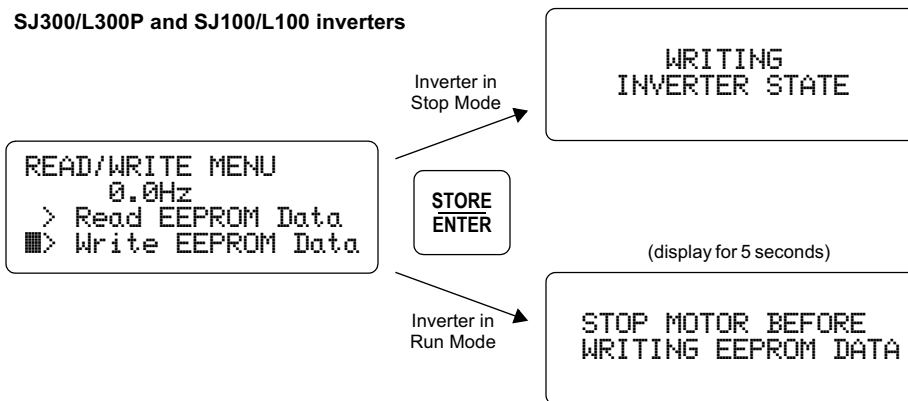 SJ300/L300P and SJ100/L100 inverters
Inverter in
Stop Mode
WRITING
INVERTER STATE
READ/WRITE MENU
0.0Hz
> Read EEPROM Data
> Write EEPROM Data
STORE
ENTER
(display for 5 seconds)
Inverter in
Run Mode
STOP MOTOR BEFORE
WRITING EEPROM DATA